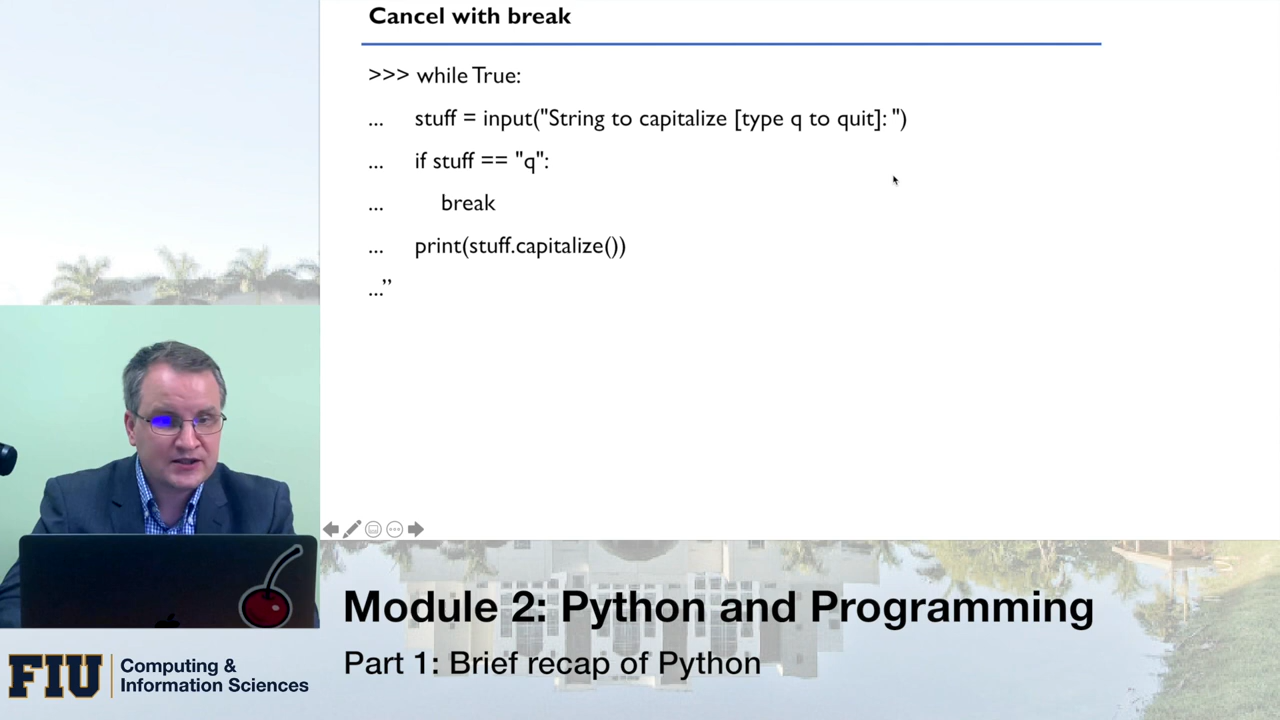 Cancel with break
>>> while True:
... stuff = input("String to capitalize [type q to quit]: ")
... if stuff == "q":
... break
... print(stuff.capitalize())
...”
Module 2: Python and Programming
Part 1: Brief recap of Python
FIU
Computing &
Information Sciences